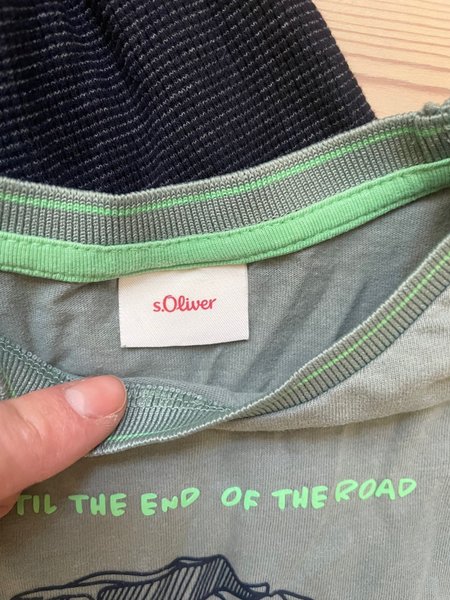 s.Oliver
TIL THE END OF THE ROAD